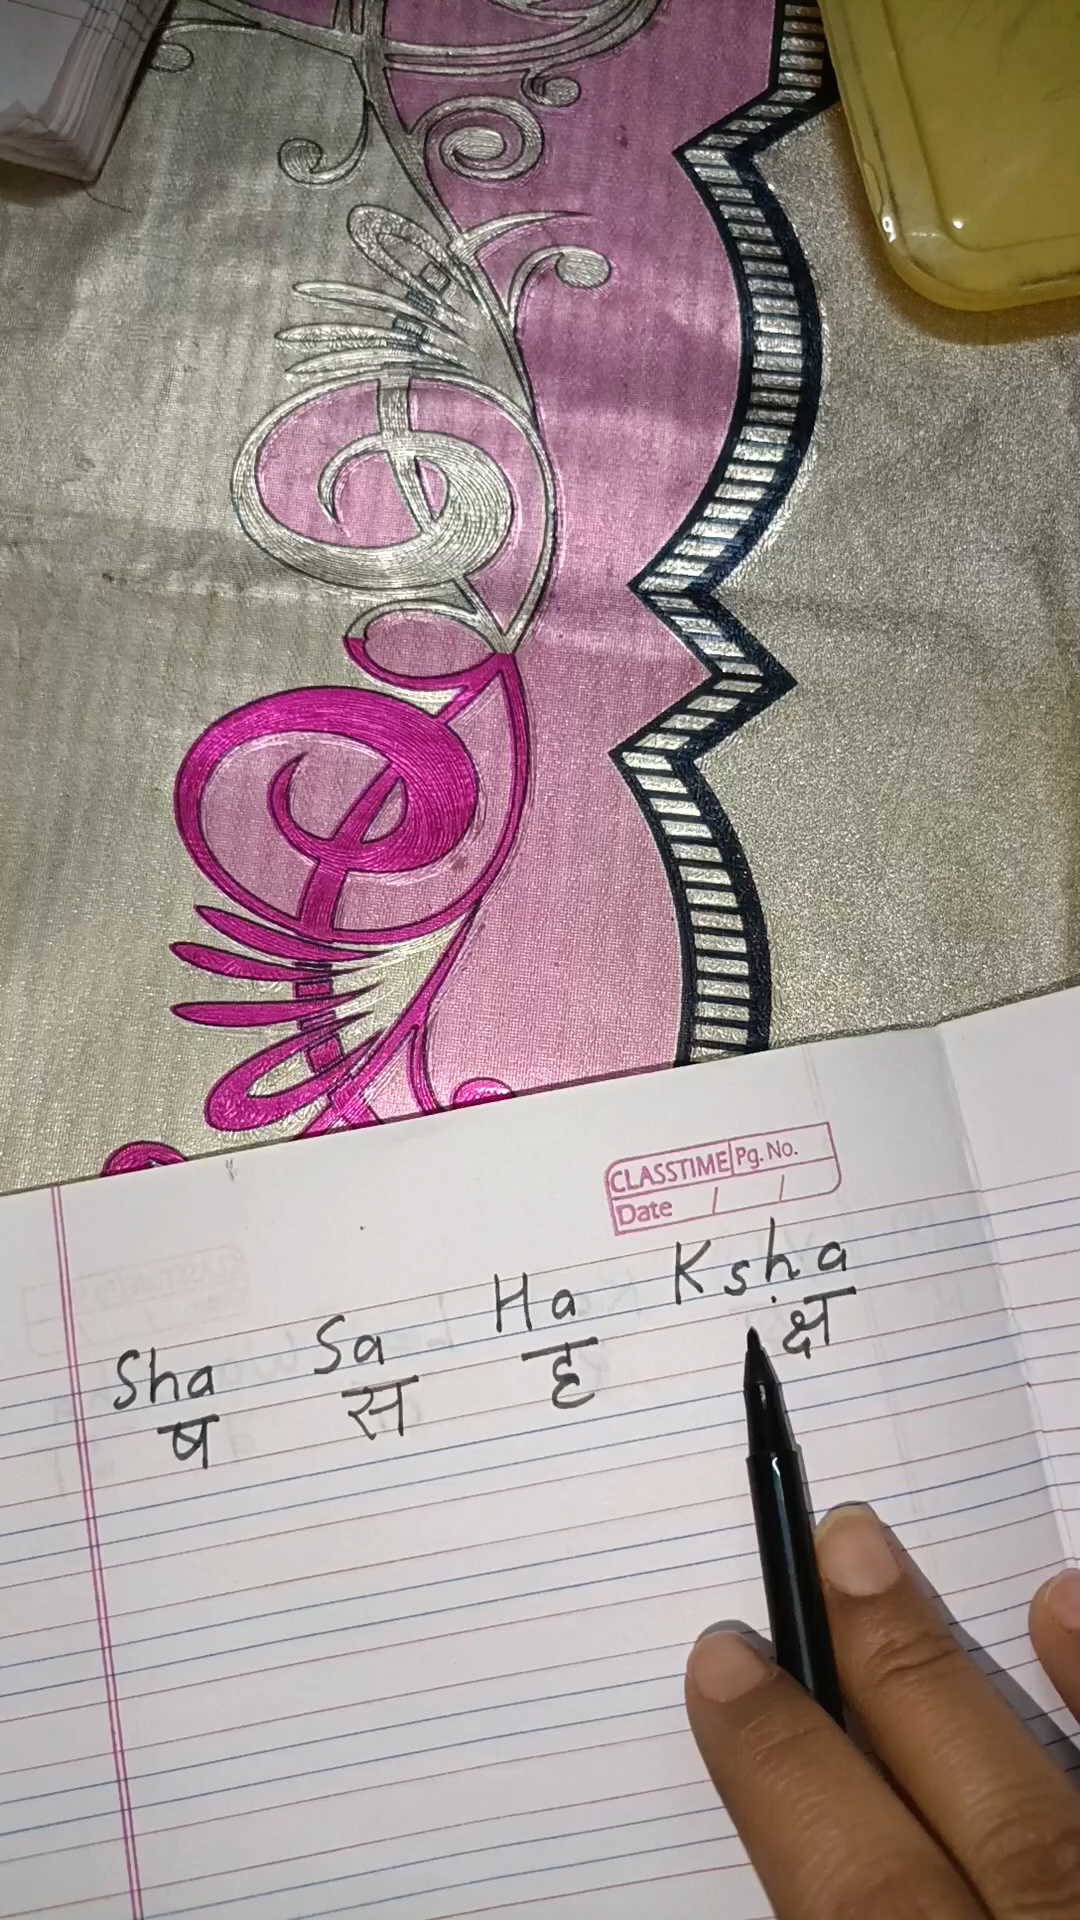 CLASSTIME Pg. No.
Date / /
Sha Sa Ha Ksha
ष स ह क्ष